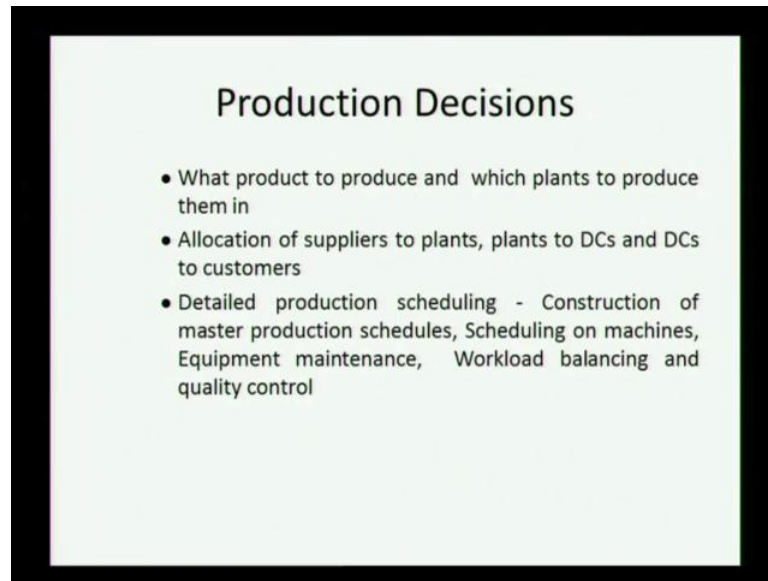 Production Decisions
• What product to produce and which plants to produce
them in
• Allocation of suppliers to plants, plants to DCs and DCs
to customers
• Detailed production scheduling - Construction of
master production schedules, Scheduling on machines,
Equipment maintenance, Workload balancing and
quality control